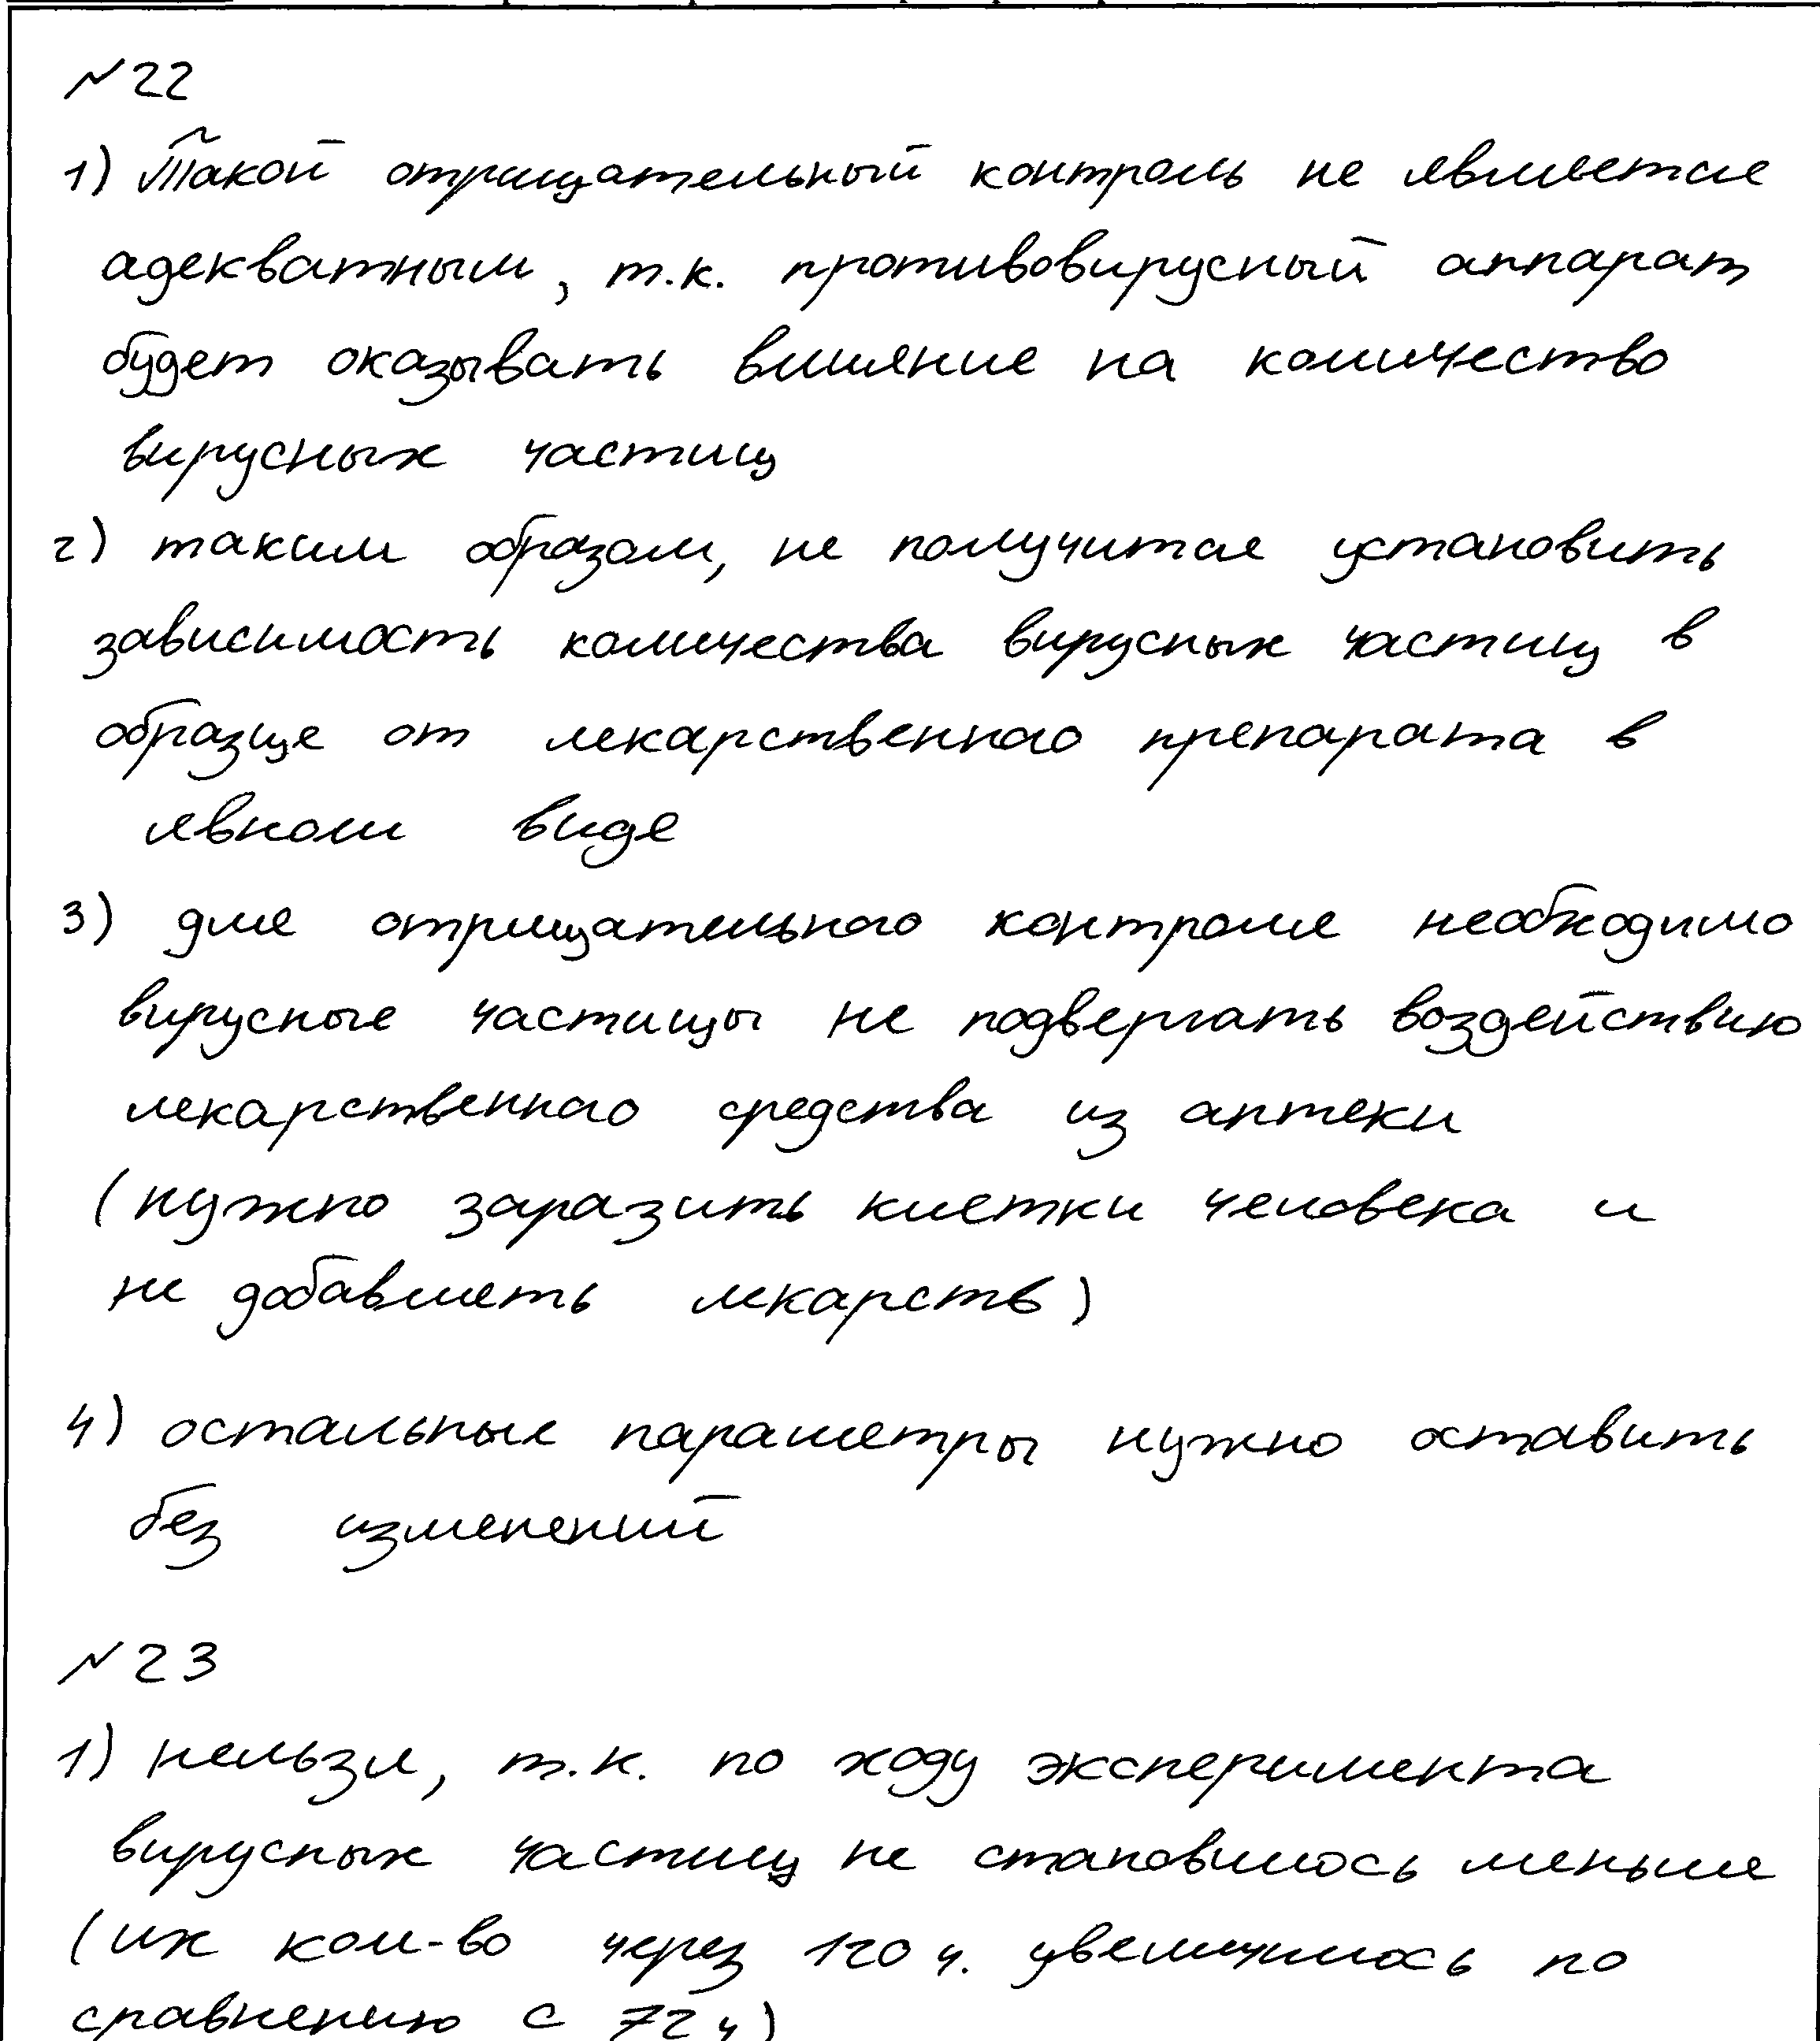 №22
1) Такой отрицательный контроль не является
адекватным, т.к. противовирусный аппарат
будет оказывать влияние на количество
вирусных частиц
2) таким образом, не получится установить
зависимость количества вирусных частиц в
образце от лекарственного препарата в
явном виде
3) для отрицательного контроля необходимо
вирусные частицы не подвергать воздействию
лекарственного средства из аптеки
(нужно заразить клетки человека и
не добавлять лекарств)
4) остальные параметры нужно оставить
без изменений
№23
1) нельзя, т.к. по ходу эксперимента
вирусных частиц не становилось меньше
(их кол-во через 120 ч. увеличилось по
сравнению с 72 ч)